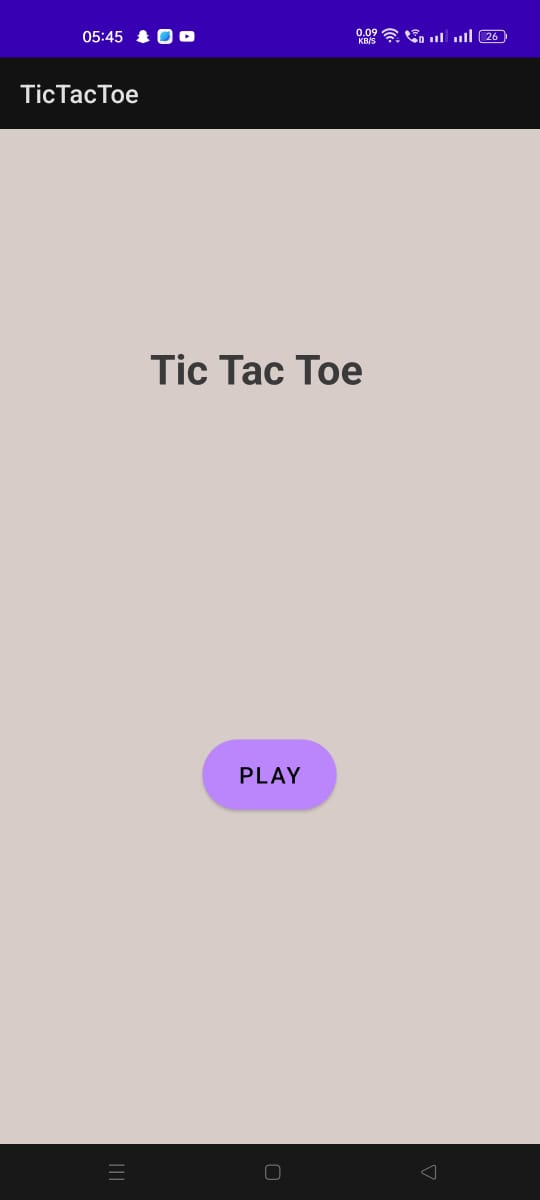 05:45 0.09 KB/S 26
TicTacToe
Tic Tac Toe
PLAY